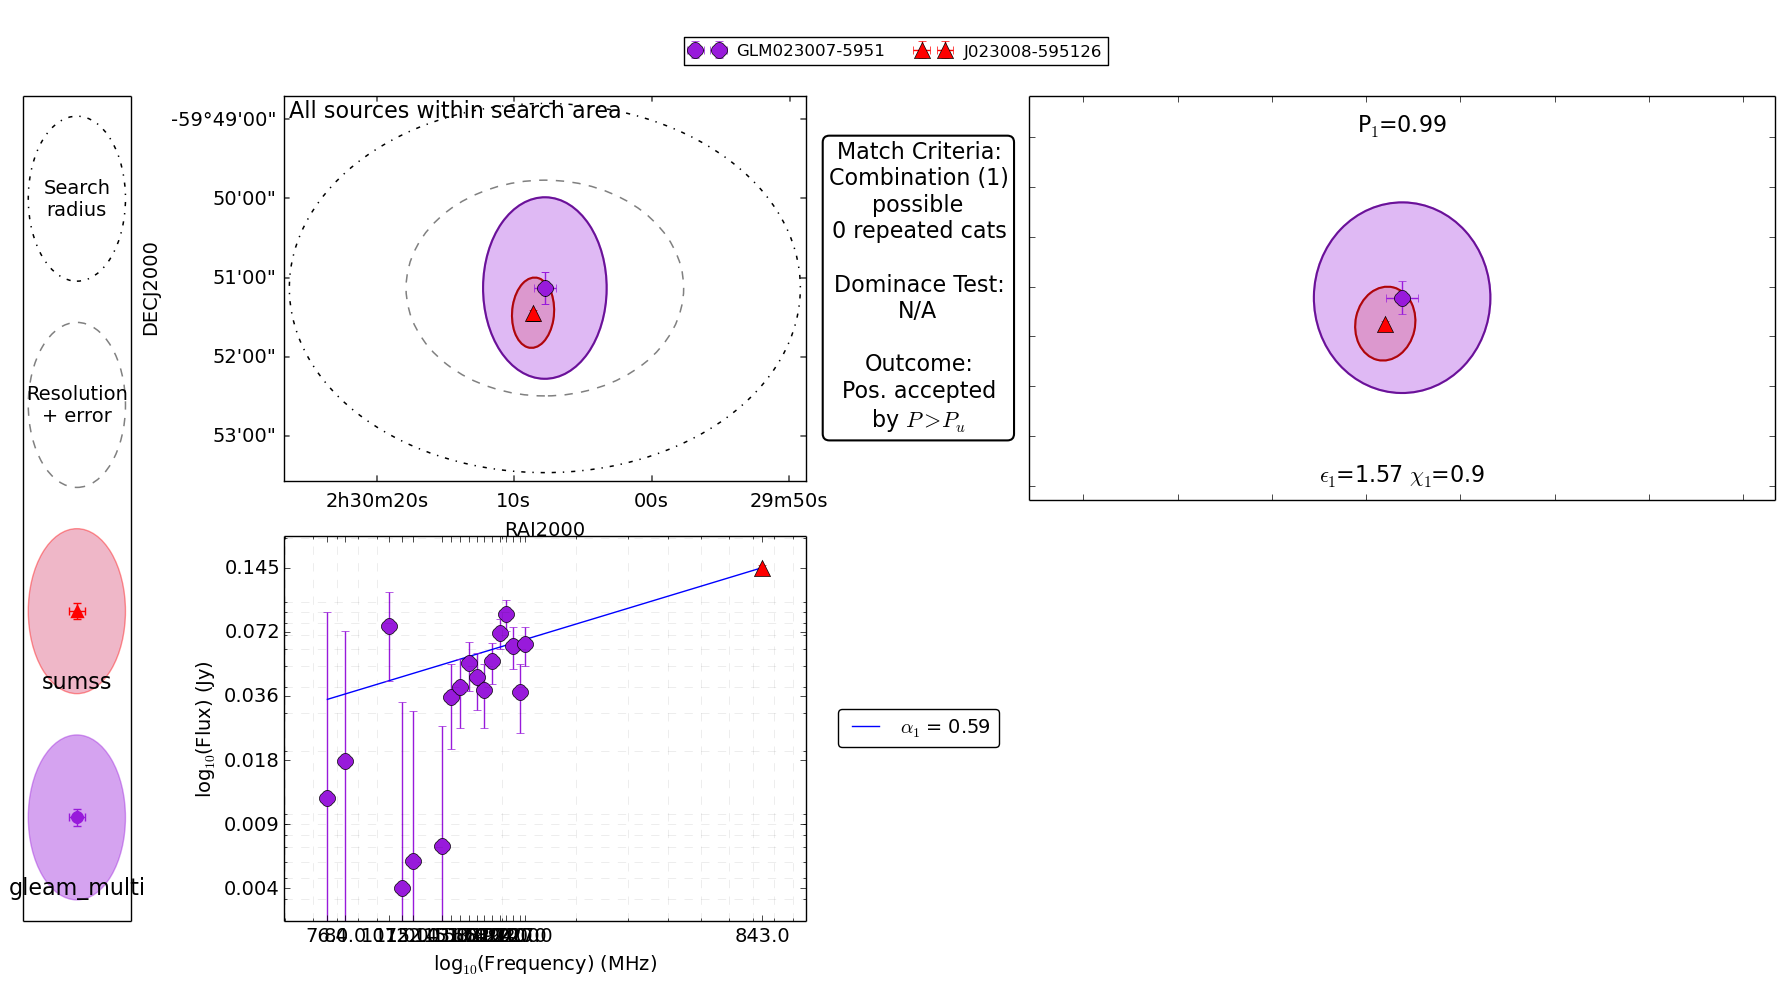 GLM023007-5951 J023008-595126
Search
radius
Resolution
+ error
sumss
gleam_multi
All sources within search area
DECJ2000
-59°49'00"
50'00"
51'00"
52'00"
53'00"
2h30m20s 10s 00s 29m50s
RAJ2000
Match Criteria:
Combination (1)
possible
0 repeated cats
Dominace Test:
N/A
Outcome:
Pos. accepted
by P>Pᵤ
P₁=0.99
ϵ₁=1.57 χ₁=0.9
log₁₀(Flux) (Jy)
0.145
0.072
0.036
0.018
0.009
0.004
843.0
log₁₀(Frequency) (MHz)
α₁ = 0.59